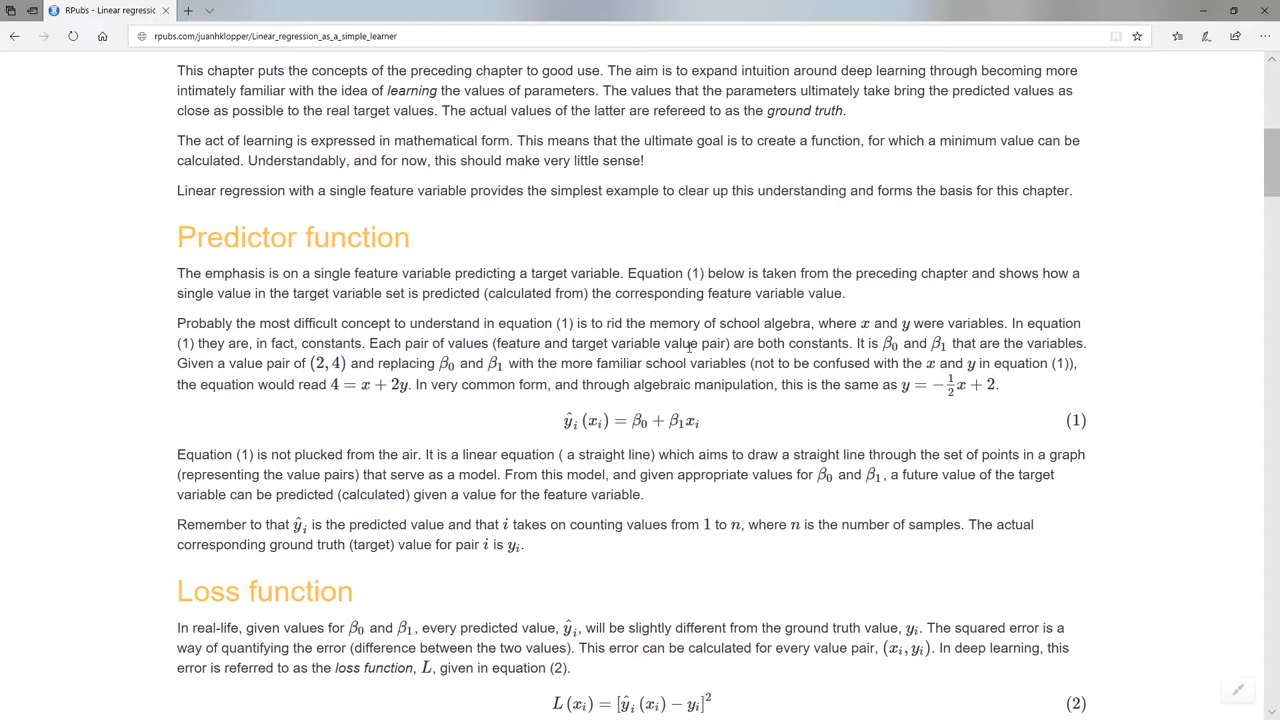 RPubs - Linear regressic
rpubs.com/juanhklopper/Linear_regression_as_a_simple_learner
This chapter puts the concepts of the preceding chapter to good use. The aim is to expand intuition around deep learning through becoming more
intimately familiar with the idea of learning the values of parameters. The values that the parameters ultimately take bring the predicted values as
close as possible to the real target values. The actual values of the latter are refereed to as the ground truth.
The act of learning is expressed in mathematical form. This means that the ultimate goal is to create a function, for which a minimum value can be
calculated. Understandably, and for now, this should make very little sense!
Linear regression with a single feature variable provides the simplest example to clear up this understanding and forms the basis for this chapter.
Predictor function
The emphasis is on a single feature variable predicting a target variable. Equation (1) below is taken from the preceding chapter and shows how a
single value in the target variable set is predicted (calculated from) the corresponding feature variable value.
Probably the most difficult concept to understand in equation (1) is to rid the memory of school algebra, where x and y were variables. In equation
(1) they are, in fact, constants. Each pair of values (feature and target variable value pair) are both constants. It is β₀ and β₁ that are the variables.
Given a value pair of (2, 4) and replacing β₀ and β₁ with the more familiar school variables (not to be confused with the x and y in equation (1)),
the equation would read 4 = x + 2y. In very common form, and through algebraic manipulation, this is the same as y = −½x + 2.
ŷᵢ (xᵢ) = β₀ + β₁xᵢ (1)
Equation (1) is not plucked from the air. It is a linear equation ( a straight line) which aims to draw a straight line through the set of points in a graph
(representing the value pairs) that serve as a model. From this model, and given appropriate values for β₀ and β₁, a future value of the target
variable can be predicted (calculated) given a value for the feature variable.
Remember to that ŷᵢ is the predicted value and that i takes on counting values from 1 to n, where n is the number of samples. The actual
corresponding ground truth (target) value for pair i is yᵢ.
Loss function
In real-life, given values for β₀ and β₁, every predicted value, ŷᵢ, will be slightly different from the ground truth value, yᵢ. The squared error is a
way of quantifying the error (difference between the two values). This error can be calculated for every value pair, (xᵢ, yᵢ). In deep learning, this
error is referred to as the loss function, L, given in equation (2).
L (xᵢ) = [ŷᵢ (xᵢ) − yᵢ]² (2)